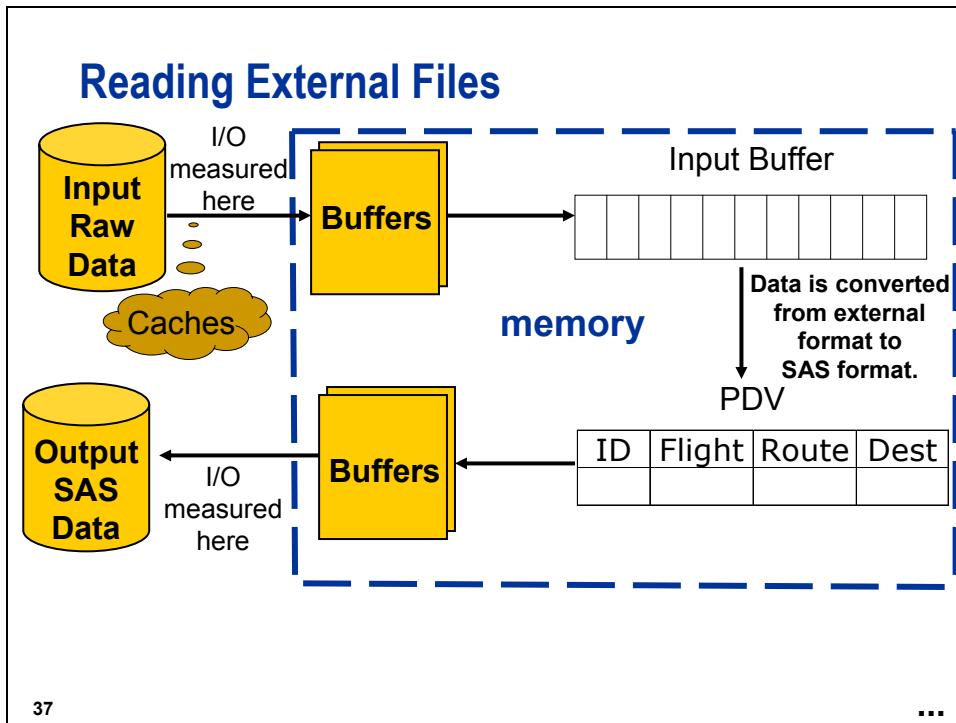 Reading External Files
Input
Raw
Data
I/O
measured
here
Caches
Buffers
Input Buffer
Data is converted
from external
format to
SAS format.
memory
PDV
ID Flight Route Dest
Buffers
I/O
measured
here
Output
SAS
Data
37
...